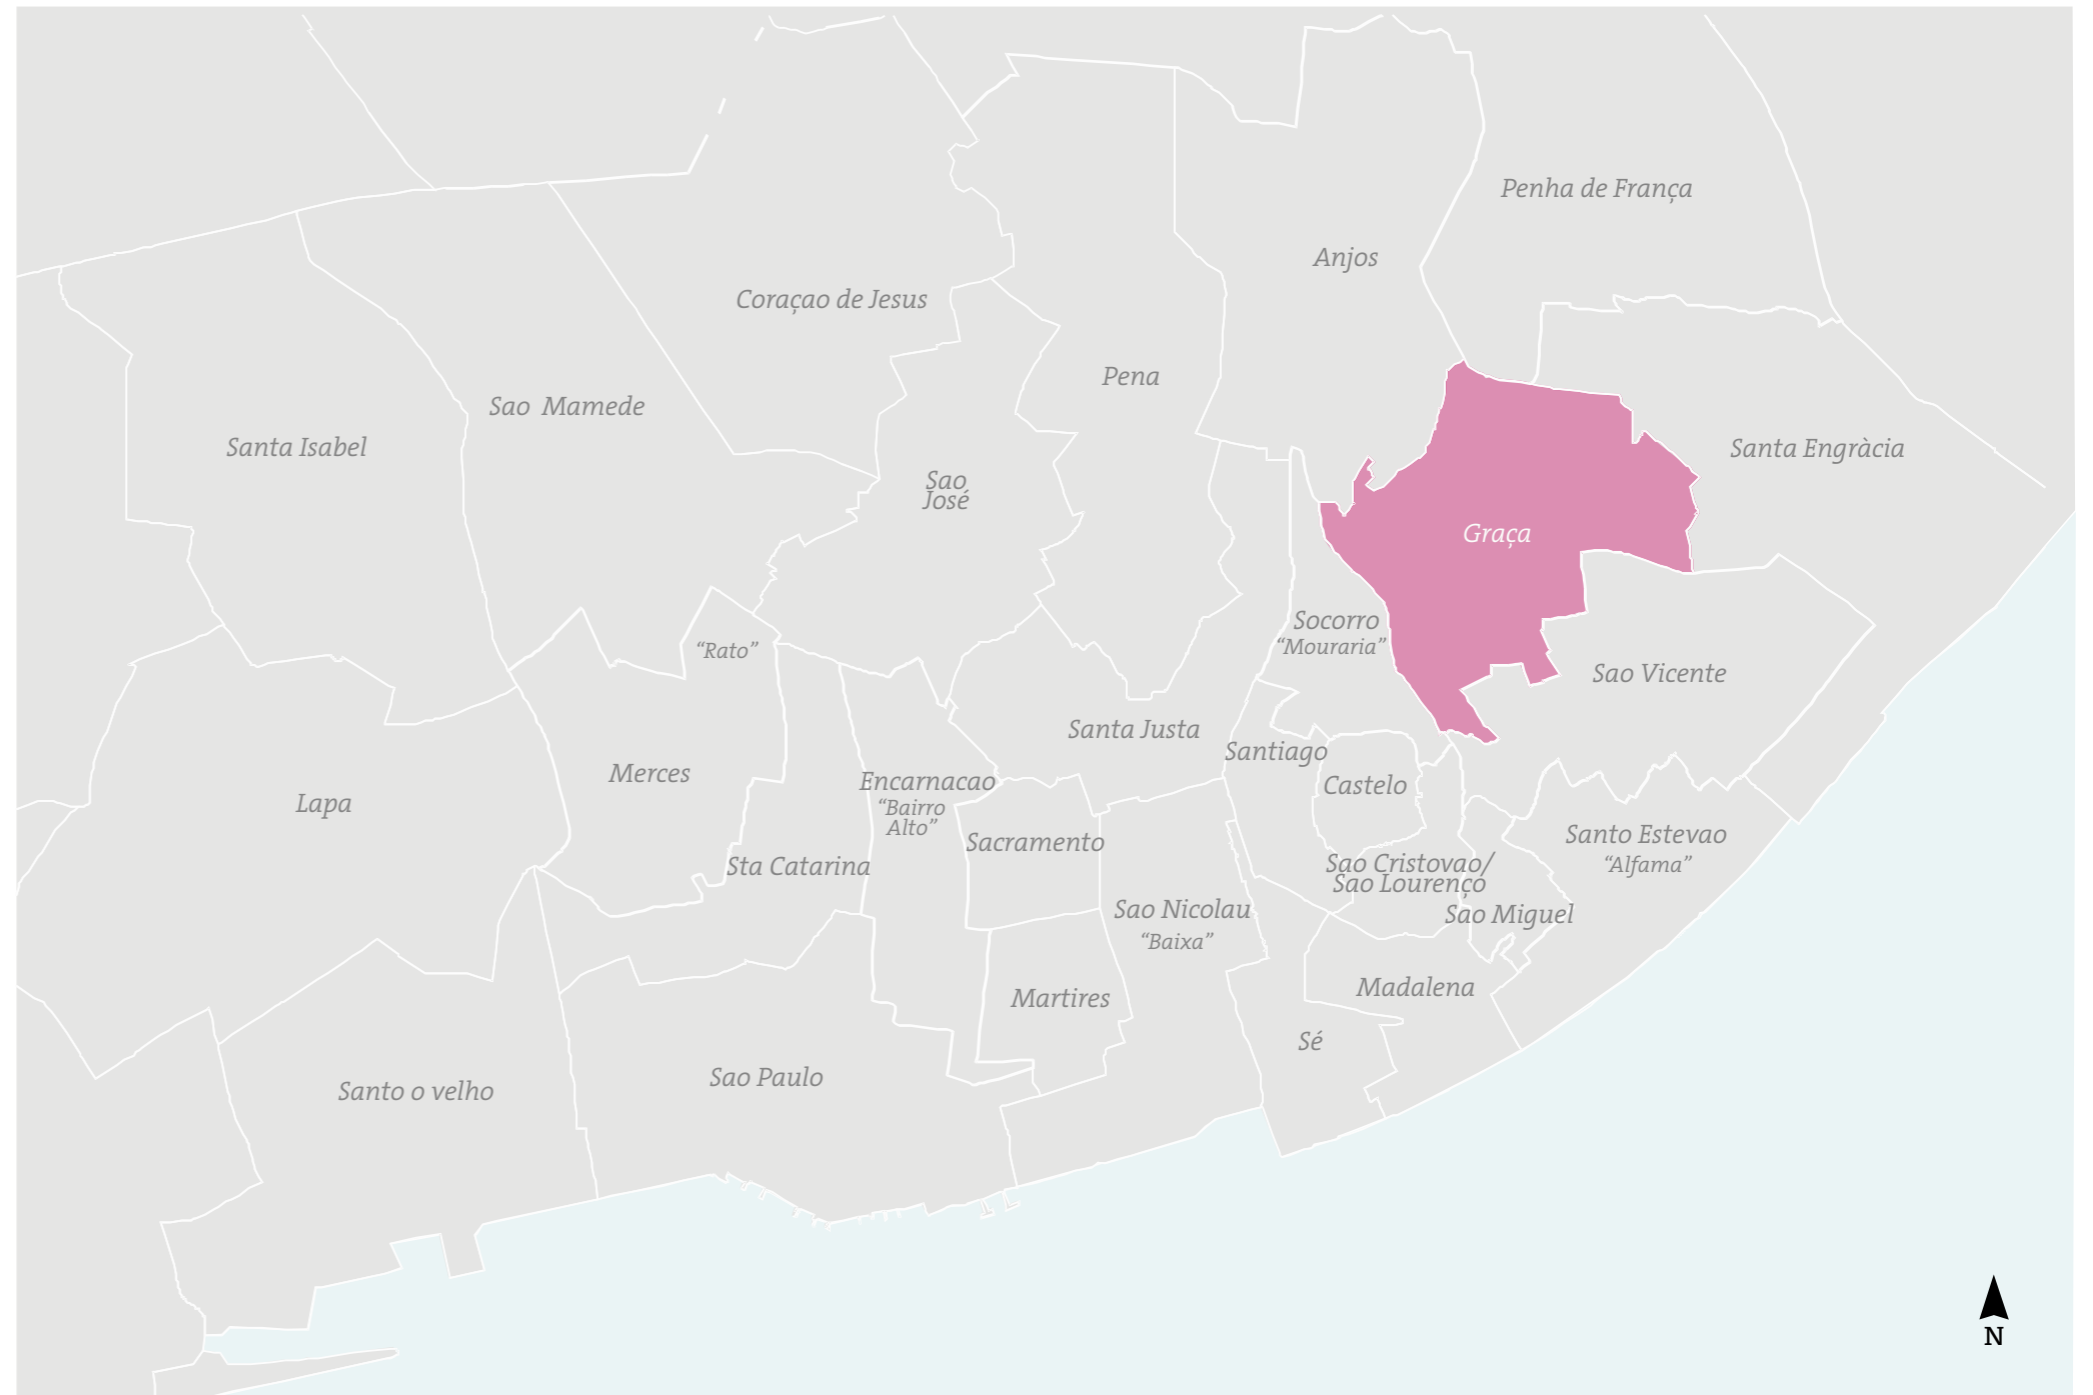 Penha de França
Anjos
Coraçao de Jesus
Pena
Sao  Mamede
Santa Isabel
Santa Engràcia
Sao
José
Graça
Socorro
“Mouraria”
“Rato”
Sao Vicente
Santa Justa
Santiago
Merces
Encarnacao
“Bairro
Alto”
Castelo
Lapa
Sacramento
Santo Estevao
“Alfama”
Sta Catarina
Sao Cristovao/
Sao Lourenço
Sao Nicolau
“Baixa”
Sao Miguel
Martires
Madalena
Sé
Sao Paulo
Santo o velho
N